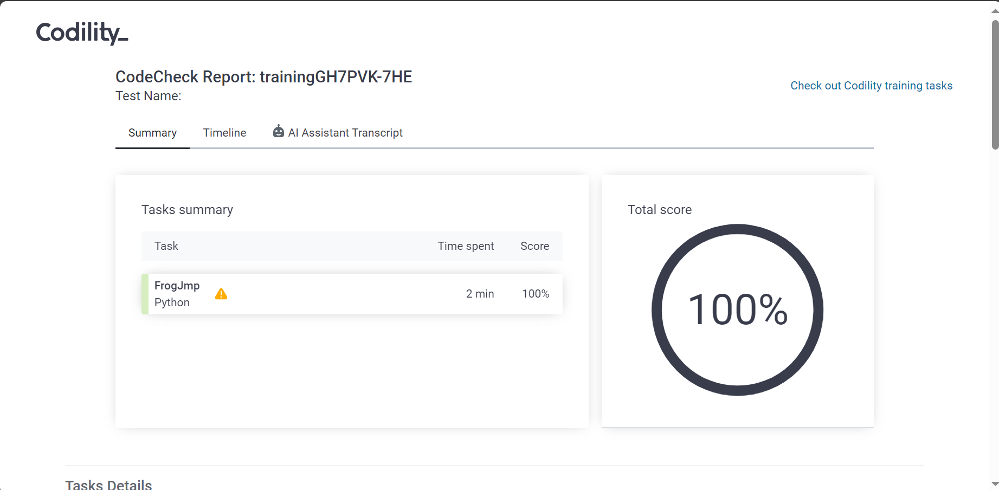 Codility_
CodeCheck Report: trainingGH7PVK-7HE
Test Name:
Check out Codility training tasks
Summary Timeline AI Assistant Transcript
Tasks summary
Task Time spent Score
FrogJmp
Python
2 min 100%
Total score
100%
Tasks Details